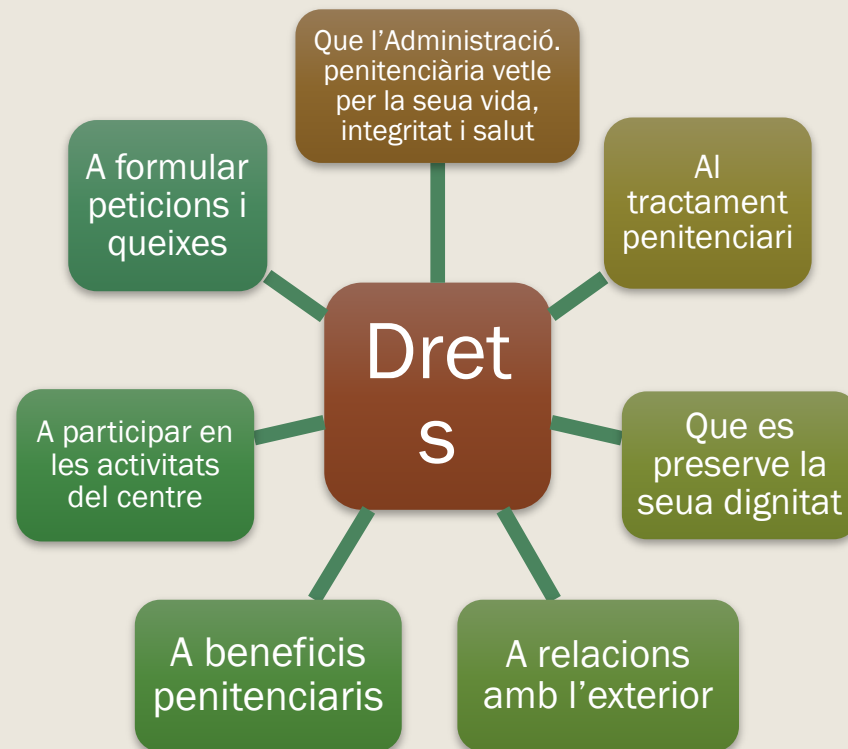 Que l’Administració.
penitenciària vetle
per la seua vida,
integritat i salut
Al
tractament
penitenciari
Que es
preserve la
seua dignitat
A relacions
amb l’exterior
A beneficis
penitenciaris
A participar en
les activitats
del centre
A formular
peticions i
queixes
Dret
s